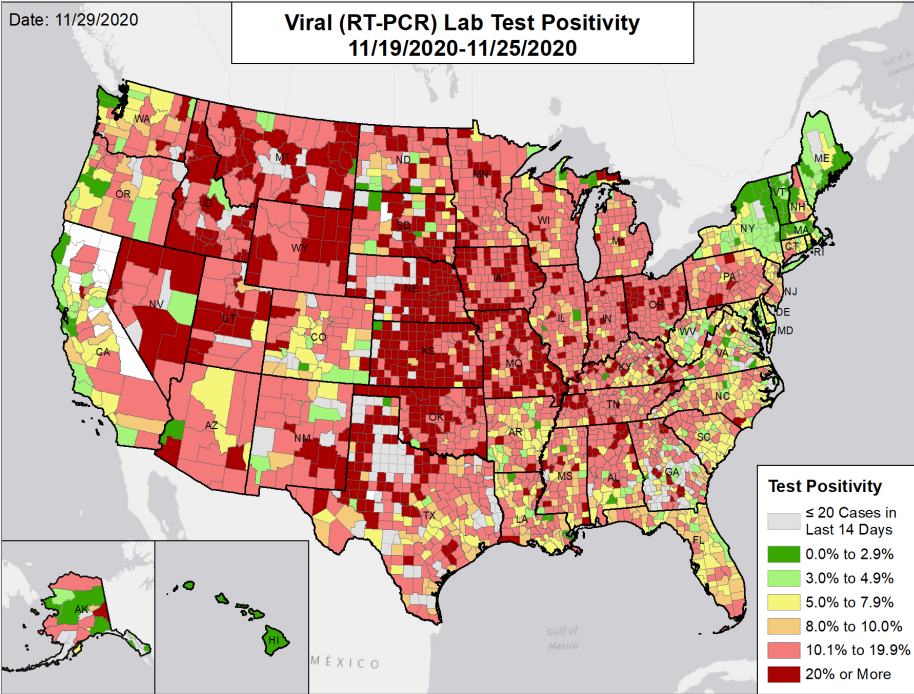 Date: 11/29/2020
Viral (RT-PCR) Lab Test Positivity
11/19/2020-11/25/2020
Gulf of St
Lawrence
WA
MT
ND
MN
ME
OR
ID
SD
WI
MI
VT
NH
NY
MA
CT
RI
WY
IA
NE
PA
NJ
NV
UT
CO
IL
IN
OH
DE
MD
WV
VA
CA
KS
MO
KY
NC
TN
AZ
NM
OK
AR
SC
MS
AL
GA
TX
LA
FL
AK
HI
Gulf of
Mexico
MÉXICO
Test Positivity
≤ 20 Cases in
Last 14 Days
0.0% to 2.9%
3.0% to 4.9%
5.0% to 7.9%
8.0% to 10.0%
10.1% to 19.9%
20% or More